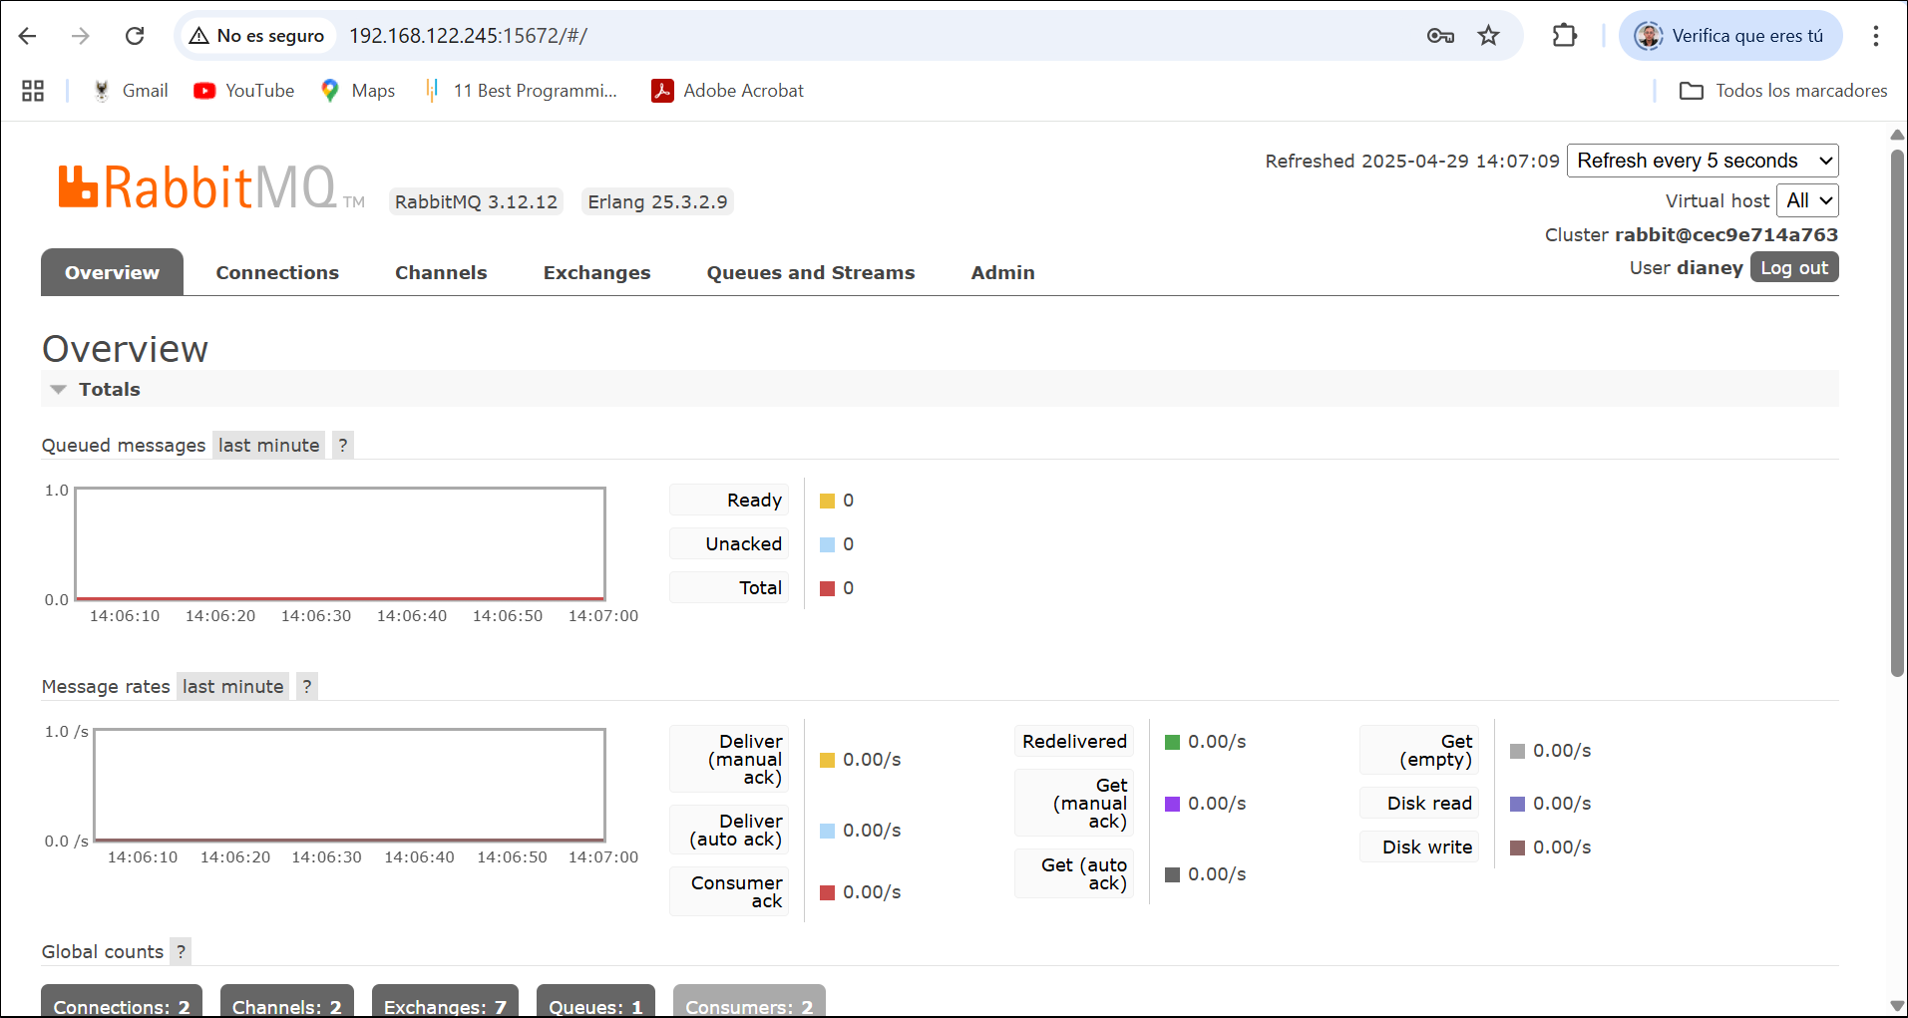 No es seguro 192.168.122.245:15672/#/ Verifica que eres tú
Gmail YouTube Maps 11 Best Programmi... Adobe Acrobat Todos los marcadores
RabbitMQ TM RabbitMQ 3.12.12 Erlang 25.3.2.9
Refreshed 2025-04-29 14:07:09 Refresh every 5 seconds
Virtual host All
Cluster rabbit@cec9e714a763
User dianey Log out
Overview Connections Channels Exchanges Queues and Streams Admin
Overview
Totals
Queued messages last minute ?
1.0
0.0
14:06:10 14:06:20 14:06:30 14:06:40 14:06:50 14:07:00
Ready 0
Unacked 0
Total 0
Message rates last minute ?
1.0 /s
0.0 /s
14:06:10 14:06:20 14:06:30 14:06:40 14:06:50 14:07:00
Deliver
(manual
ack) 0.00/s
Deliver
(auto ack) 0.00/s
Consumer
ack 0.00/s
Redelivered 0.00/s
Get
(manual
ack) 0.00/s
Get (auto
ack) 0.00/s
Get
(empty) 0.00/s
Disk read 0.00/s
Disk write 0.00/s
Global counts ?
Connections: 2 Channels: 2 Exchanges: 7 Queues: 1 Consumers: 2